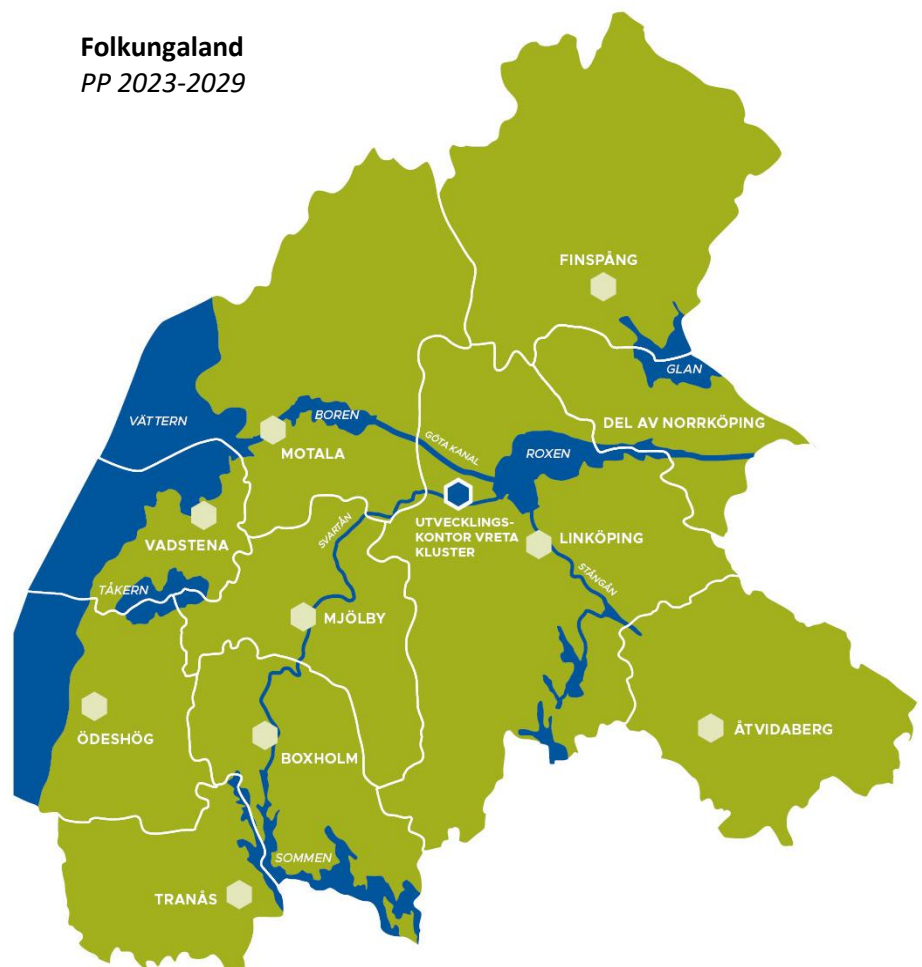 Folkungaland
PP 2023-2029
FINSPÅNG
GLAN
VÄTTERN
BOREN
MOTALA
GÖTA KANAL
ROXEN
DEL AV NORRKÖPING
SVARTÅN
UTVECKLINGS-
KONTOR VRETA
KLUSTER
LINKÖPING
VADSTENA
TÅKERN
STÅNGÅN
MJÖLBY
ÖDESHÖG
BOXHOLM
ÅTVIDABERG
SOMMEN
TRANÅS